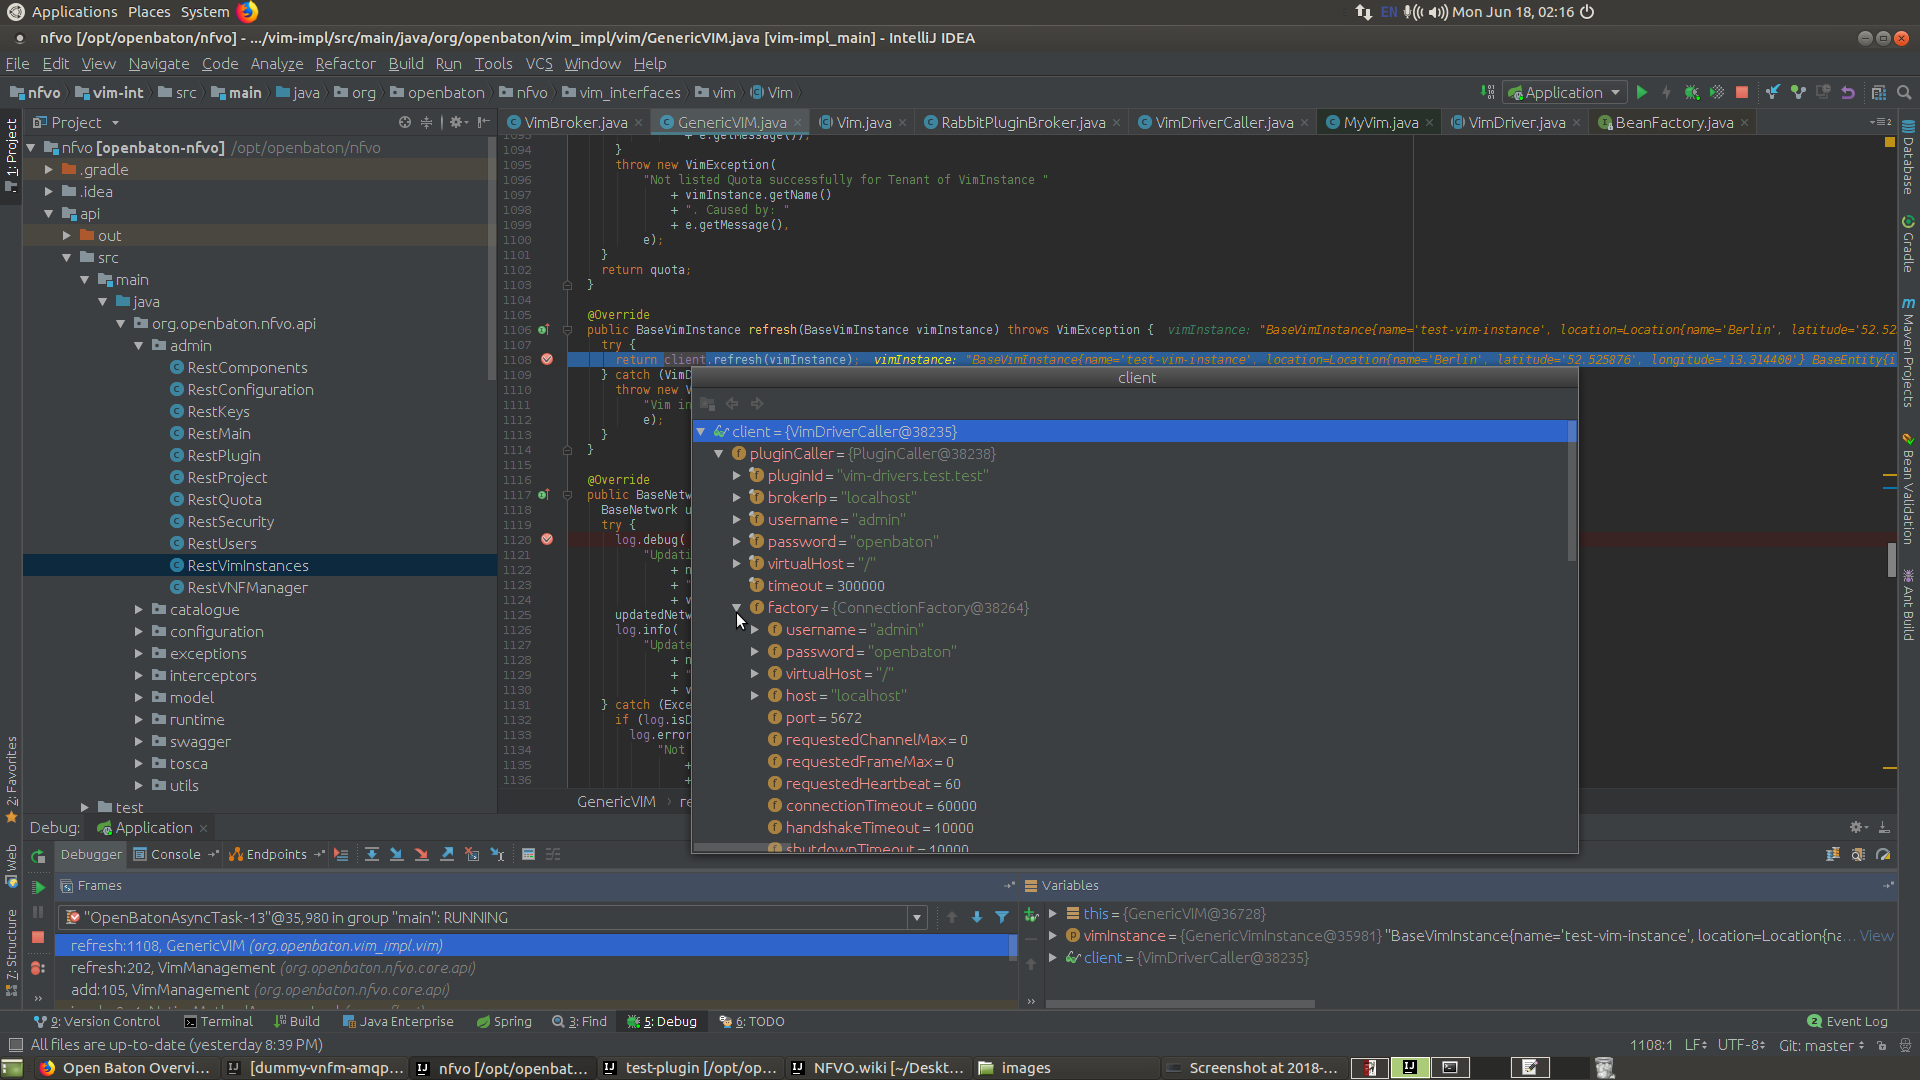 Applications Places System EN Mon Jun 18, 02:16
nfvo [/opt/openbaton/nfvo] - .../vim-impl/src/main/java/org/openbaton/vim_impl/vim/GenericVIM.java [vim-impl_main] - IntelliJ IDEA
File Edit View Navigate Code Analyze Refactor Build Run Tools VCS Window Help
nfvo vim-int src main java org openbaton nfvo vim_interfaces vim Vim Application
Project VimBroker.java GenericVIM.java Vim.java RabbitPluginBroker.java VimDriverCaller.java MyVim.java VimDriver.java BeanFactory.java
1: Project
2: Favorites
Web
7: Structure
nfvo [openbaton-nfvo] /opt/openbaton/nfvo
.gradle
.idea
api
out
src
main
java
org.openbaton.nfvo.api
admin
RestComponents
RestConfiguration
RestKeys
RestMain
RestPlugin
RestProject
RestQuota
RestSecurity
RestUsers
RestVimInstances
RestVNFManager
catalogue
configuration
exceptions
interceptors
model
runtime
swagger
tosca
utils
test
1093 + e.getMessage());
1094 }
1095 throw new VimException(
1096 "Not listed Quota successfully for Tenant of VimInstance "
1097 + vimInstance.getName()
1098 + ". Caused by: "
1099 + e.getMessage(),
1100 e);
1101 }
1102 return quota;
1103 }
1104
1105 @Override
1106 public BaseVimInstance refresh(BaseVimInstance vimInstance) throws VimException { vimInstance: "BaseVimInstance{name='test-vim-instance', location=Location{name='Berlin', latitude='52.52
1107 try {
1108 return client.refresh(vimInstance); vimInstance: "BaseVimInstance{name='test-vim-instance', location=Location{name='Berlin', latitude='52.525876', longitude='13.314400'} BaseEntity{i
1109 } catch (VimD
1110 throw new V
1111 "Vim in
1112 e);
1113 }
1114 }
1115
1116 @Override
1117 public BaseNetw
1118 BaseNetwork u
1119 try {
1120 log.debug(
1121 "Updati
1122 + n
1123 + "
1124 + v
1125 updatedNetw
1126 log.info(
1127 "Update
1128 + n
1129 + "
1130 + v
1131 } catch (Exce
1132 if (log.isD
1133 log.error
1134 "Not
1135 +
1136 +
GenericVIM re
client
client = {VimDriverCaller@38235}
pluginCaller = {PluginCaller@38238}
pluginId = "vim-drivers.test.test"
brokerIp = "localhost"
username = "admin"
password = "openbaton"
virtualHost = "/"
timeout = 300000
factory = {ConnectionFactory@38264}
username = "admin"
password = "openbaton"
virtualHost = "/"
host = "localhost"
port = 5672
requestedChannelMax = 0
requestedFrameMax = 0
requestedHeartbeat = 60
connectionTimeout = 60000
handshakeTimeout = 10000
shutdownTimeout = 10000
Database
Gradle
Maven Projects
Bean Validation
Ant Build
Debug: Application
Debugger Console Endpoints
Frames
"OpenBatonAsyncTask-13"@35,980 in group "main": RUNNING
refresh:1108, GenericVIM (org.openbaton.vim_impl.vim)
refresh:202, VimManagement (org.openbaton.nfvo.core.api)
add:105, VimManagement (org.openbaton.nfvo.core.api)
Variables
this = {GenericVIM@36728}
vimInstance = {GenericVimInstance@35981} "BaseVimInstance{name='test-vim-instance', location=Location{na... View
client = {VimDriverCaller@38235}
9: Version Control Terminal Build Java Enterprise Spring 3: Find 5: Debug 6: TODO 2 Event Log
All files are up-to-date (yesterday 8:39 PM) 1108:1 LF UTF-8 Git: master
Open Baton Overvi... [dummy-vnfm-amqp... nfvo [/opt/openbat... test-plugin [/opt/op... NFVO.wiki [~/Deskt... images Screenshot at 2018-...